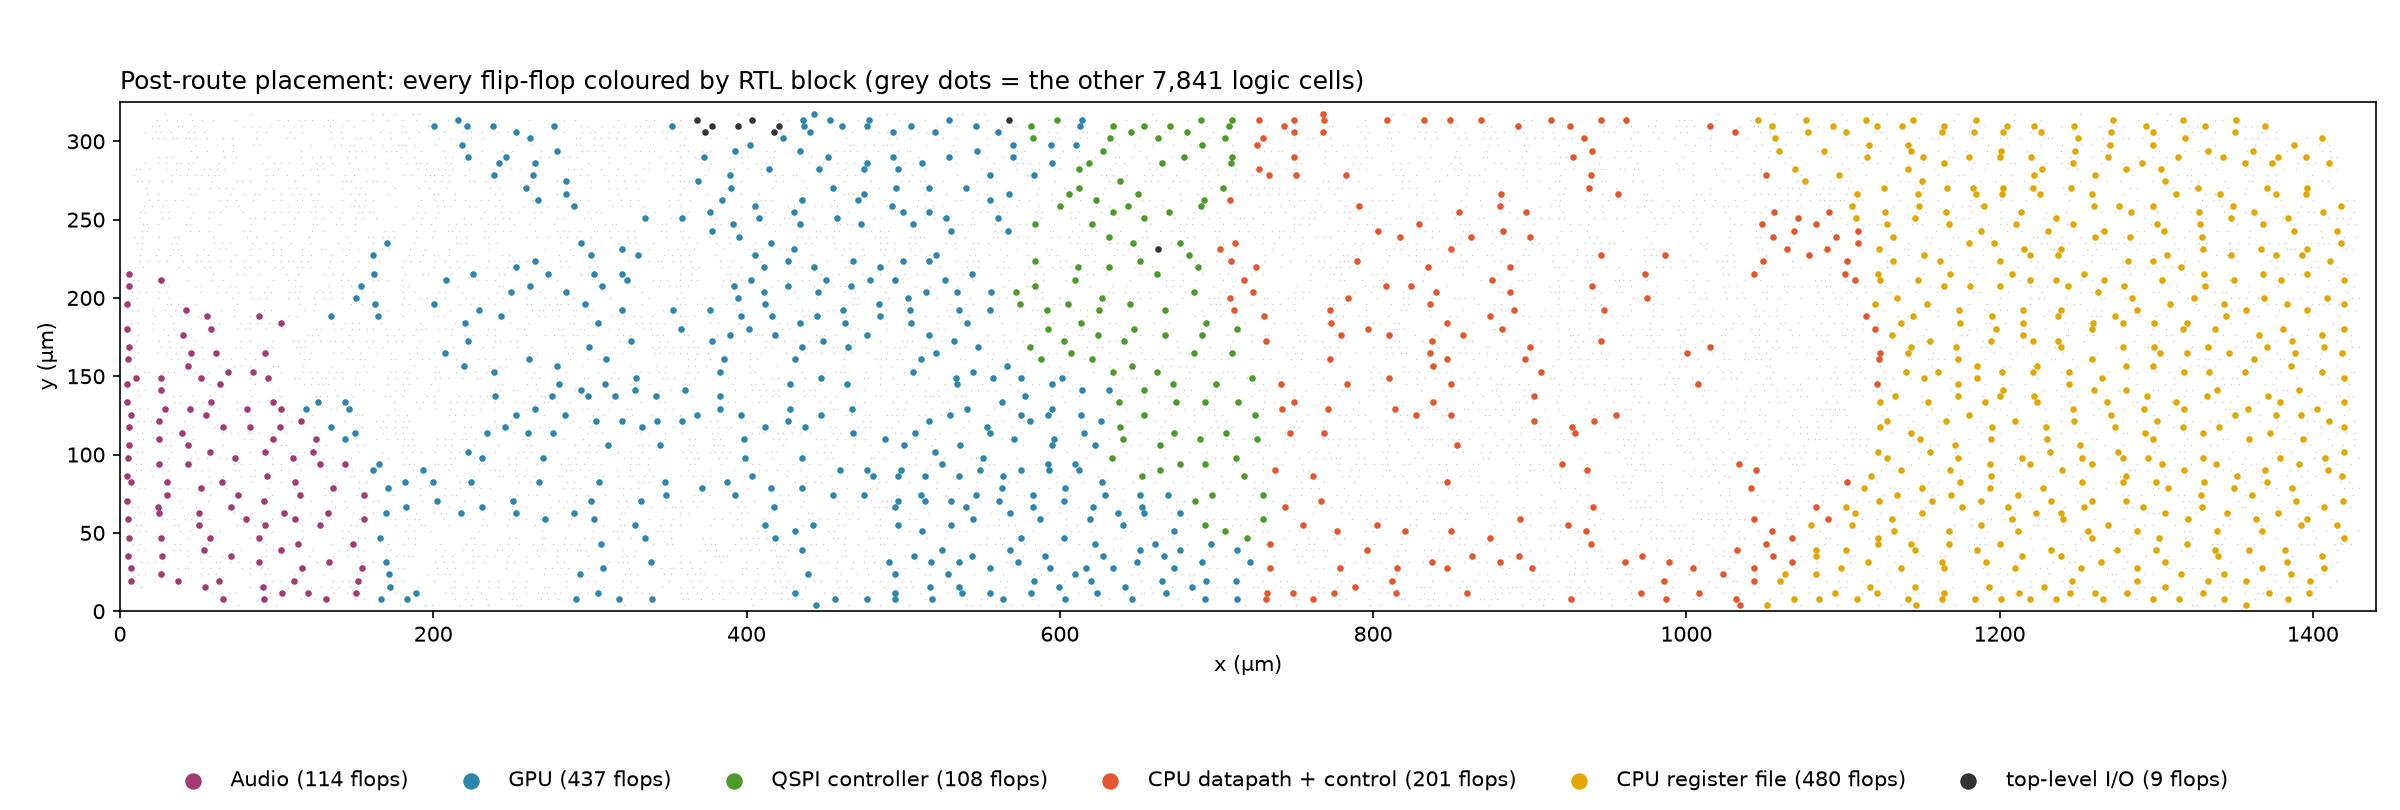 Post-route placement: every flip-flop coloured by RTL block (grey dots = the other 7,841 logic cells)
300
250
200
150
100
50
0
y (µm)
0 200 400 600 800 1000 1200 1400
x (µm)
Audio (114 flops) GPU (437 flops) QSPI controller (108 flops) CPU datapath + control (201 flops) CPU register file (480 flops) top-level I/O (9 flops)